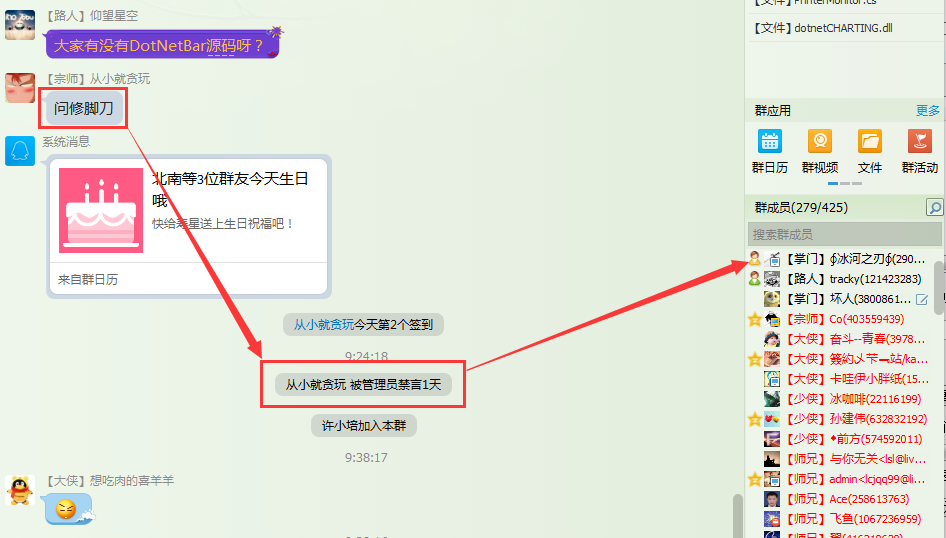 【路人】仰望星空
大家有没有DotNetBar源码呀？
【宗师】从小就贪玩
问修脚刀
系统消息
北南等3位群友今天生日
哦
快给寿星送上生日祝福吧！
来自群日历
从小就贪玩今天第2个签到
9:24:18
从小就贪玩 被管理员禁言1天
许小培加入本群
9:38:17
【大侠】想吃肉的喜羊羊
【文件】PrinterMonitor.cs
【文件】dotnetCHARTING.dll
群应用
更多
群日历 群视频 文件 群活动
群成员(279/425)
搜索群成员
【掌门】∮冰河之刃∮(290...
【路人】tracky(121423283)
【掌门】坏人(3800861...
【宗师】Co(403559439)
【大侠】奋斗--青春(3978...
【大侠】簽約乄芐￢站/ka...
【大侠】卡哇伊小胖纸(15...
【少侠】冰咖啡(22116199)
【少侠】孙建伟(632832192)
【少侠】♦前方(574592011)
【师兄】与你无关<lsl@liv...
【师兄】admin<lcjqq99@li...
【师兄】Ace(258613763)
【师兄】飞鱼(1067236959)